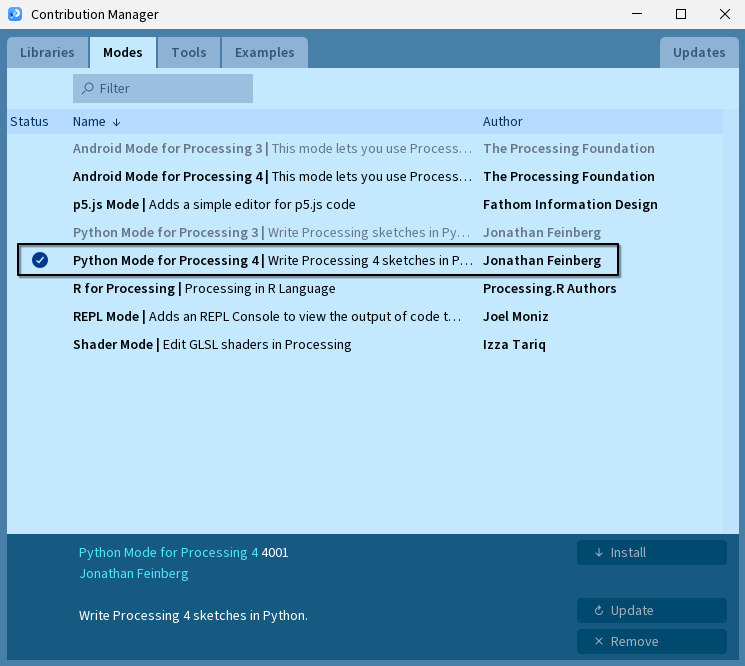 Contribution Manager
Libraries Modes Tools Examples Updates
Filter
Status Name ↓ Author
Android Mode for Processing 3 | This mode lets you use Process… The Processing Foundation
Android Mode for Processing 4 | This mode lets you use Process… The Processing Foundation
p5.js Mode | Adds a simple editor for p5.js code Fathom Information Design
Python Mode for Processing 3 | Write Processing sketches in Py… Jonathan Feinberg
Python Mode for Processing 4 | Write Processing 4 sketches in P… Jonathan Feinberg
R for Processing | Processing in R Language Processing.R Authors
REPL Mode | Adds an REPL Console to view the output of code t… Joel Moniz
Shader Mode | Edit GLSL shaders in Processing Izza Tariq
Python Mode for Processing 4 4001
Jonathan Feinberg
Write Processing 4 sketches in Python.
↓ Install
Update
× Remove